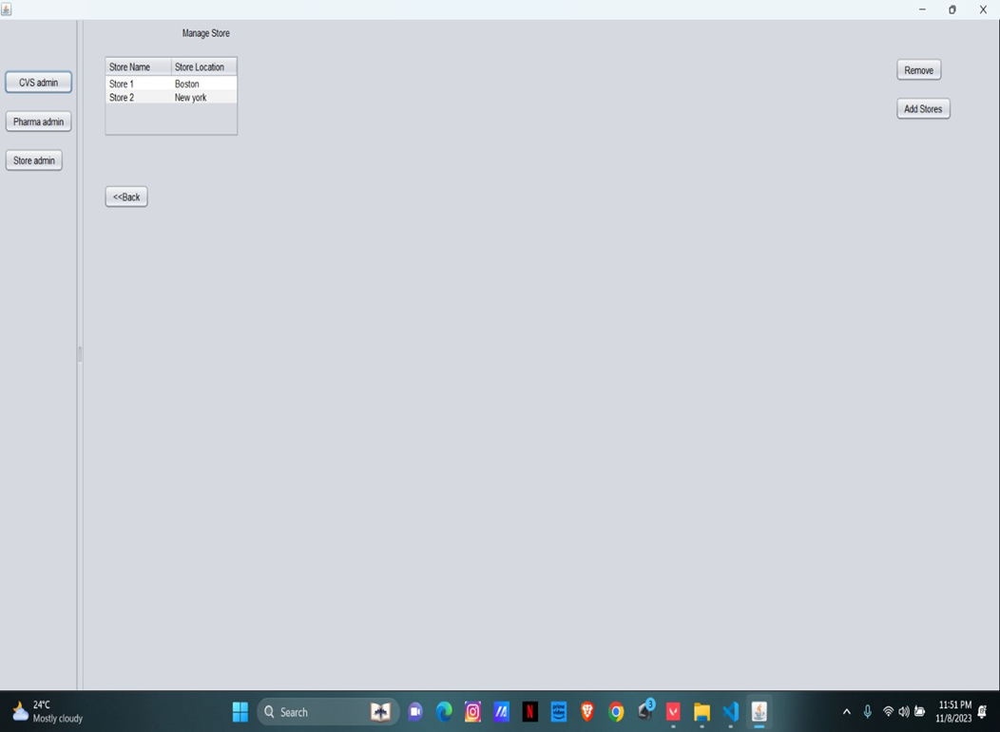 Manage Store
Store Name Store Location
Store 1 Boston
Store 2 New york
Remove
Add Stores
CVS admin
Pharma admin
Store admin
<<Back
24°C
Mostly cloudy
Search
3
11:51 PM
11/8/2023